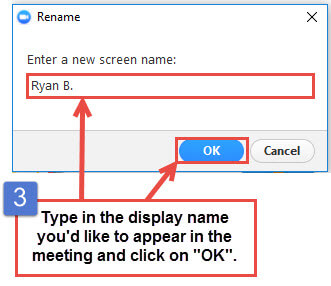 Rename
Enter a new screen name:
Ryan B.
OK
Cancel
3
Type in the display name
you'd like to appear in the
meeting and click on "OK".